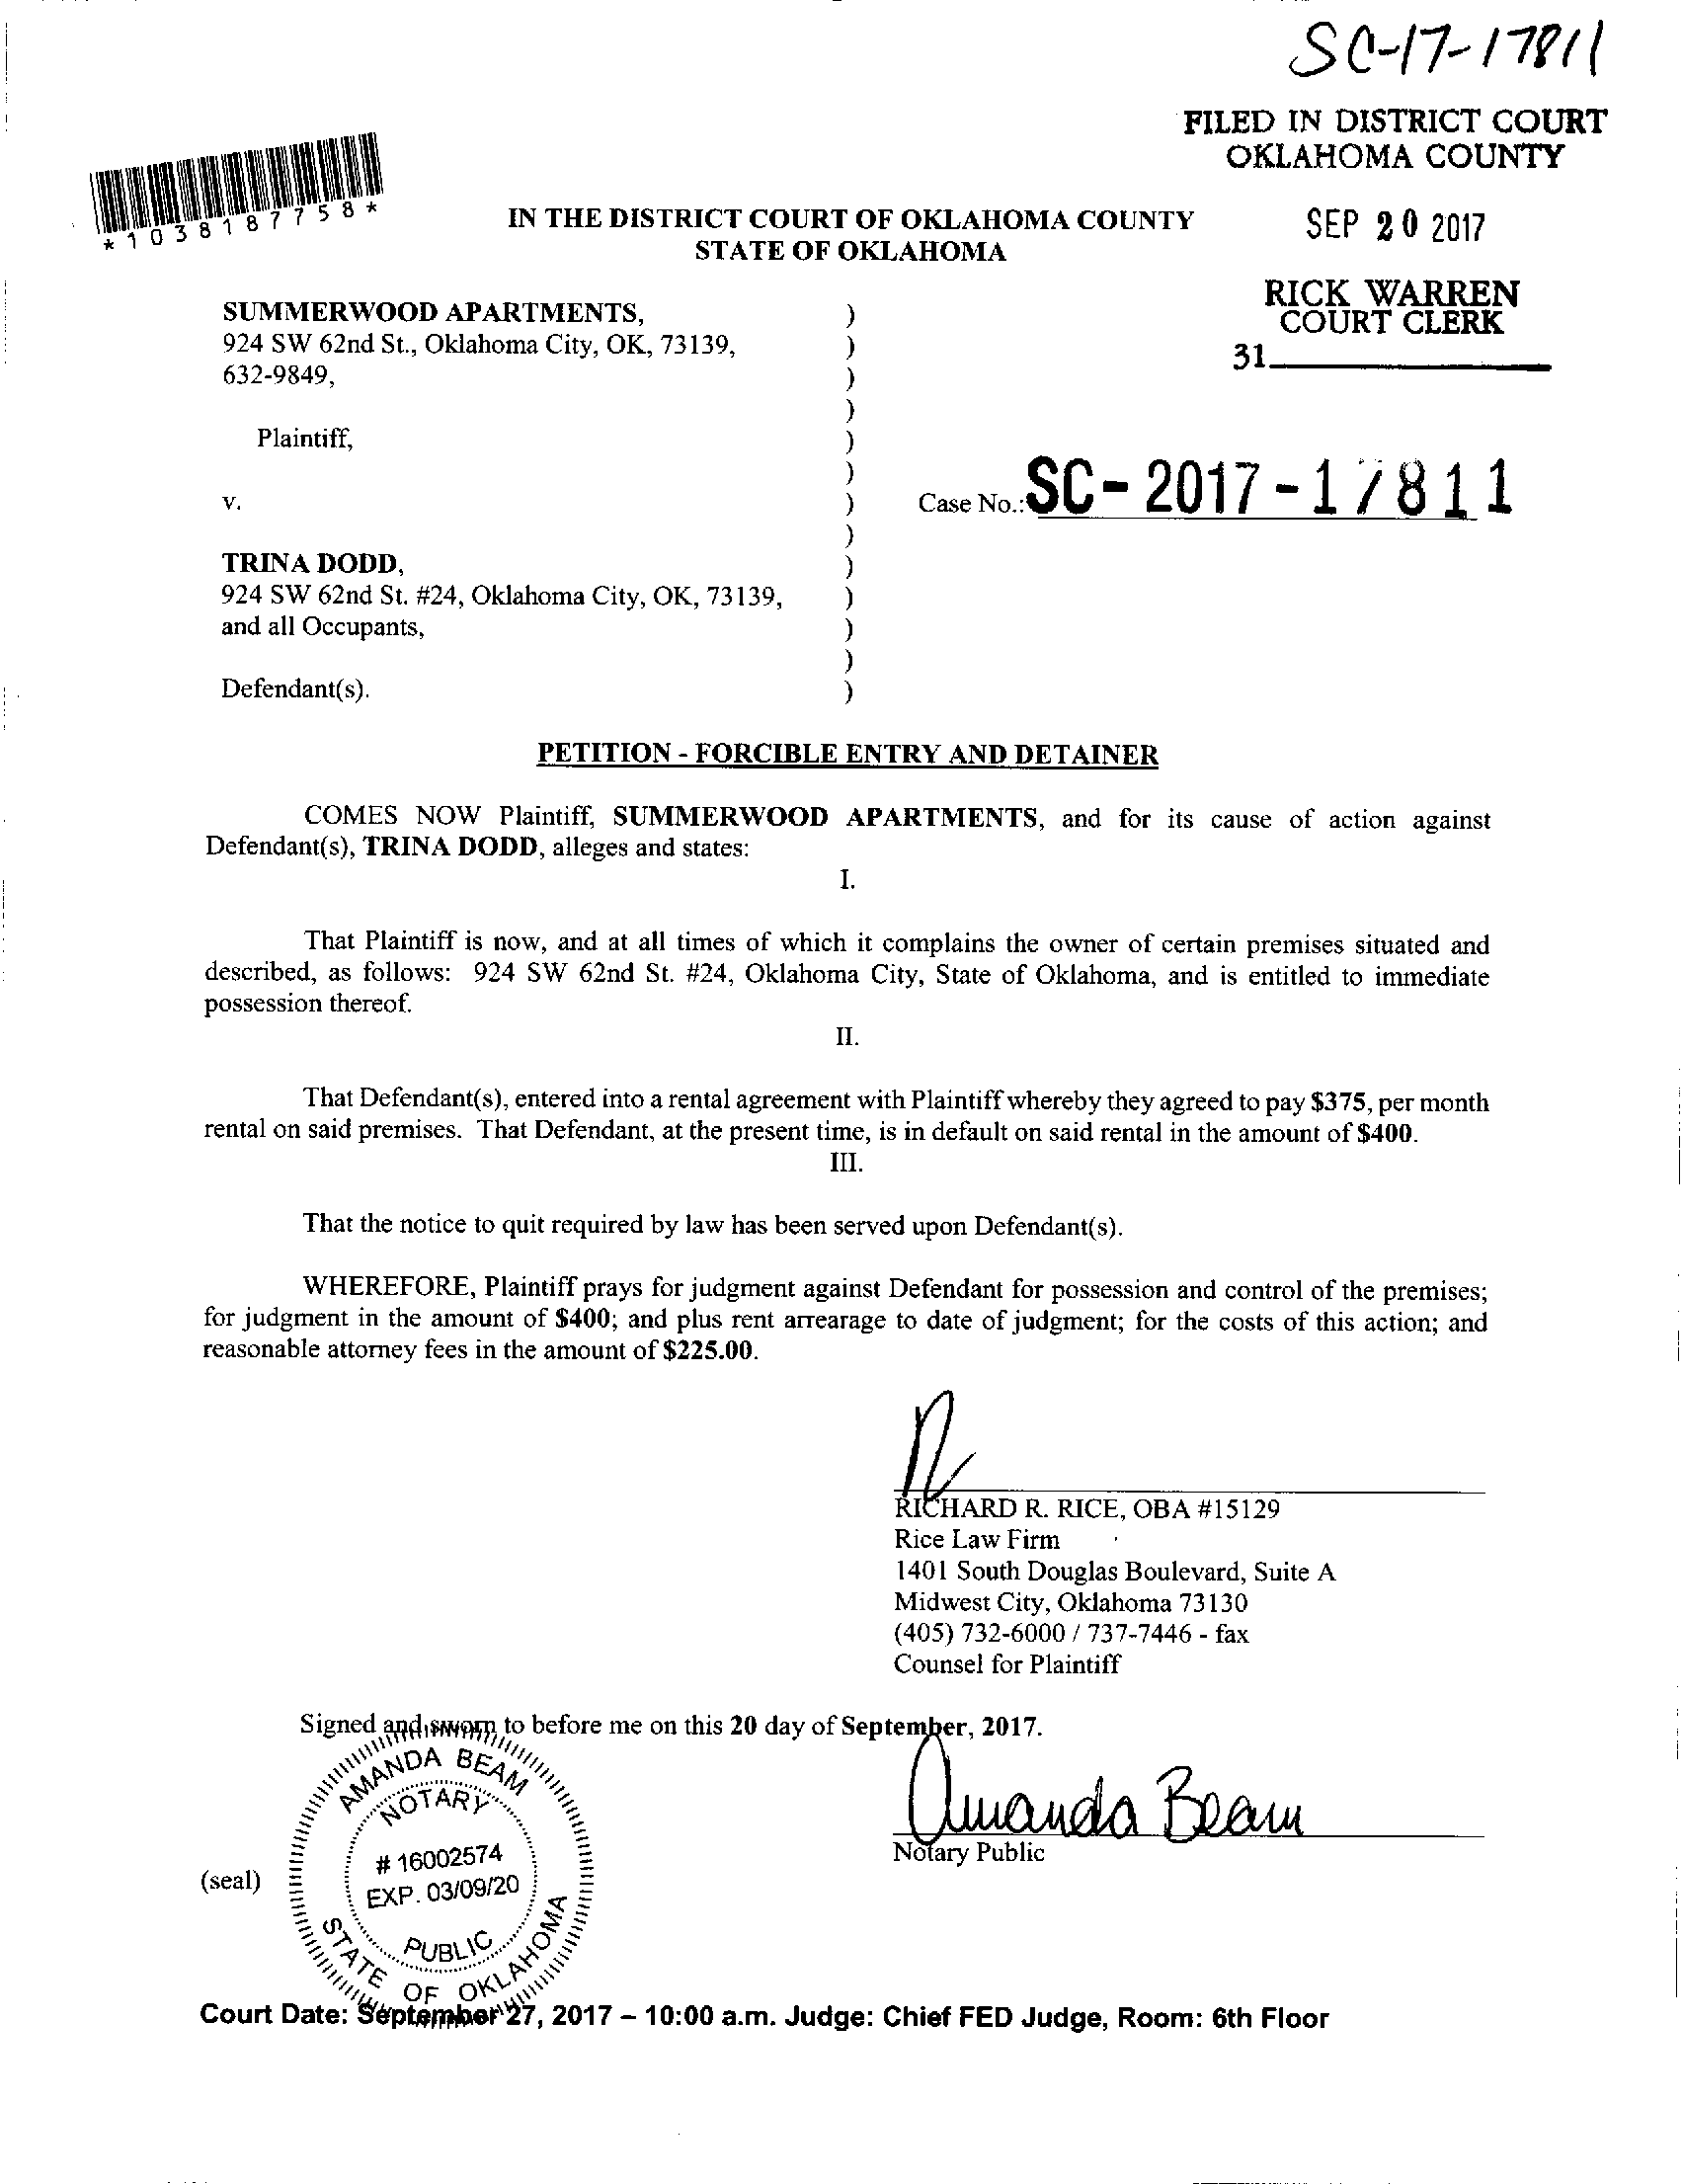 SC-17-17811
FILED IN DISTRICT COURT
OKLAHOMA COUNTY
*1038187758*
IN THE DISTRICT COURT OF OKLAHOMA COUNTY
STATE OF OKLAHOMA
SEP 20 2017
RICK WARREN
COURT CLERK
31
SUMMERWOOD APARTMENTS, )
924 SW 62nd St., Oklahoma City, OK, 73139, )
632-9849, )
)
Plaintiff, )
)
v. ) Case No.: SC-2017-17811
)
TRINA DODD, )
924 SW 62nd St. #24, Oklahoma City, OK, 73139, )
and all Occupants, )
)
Defendant(s). )
PETITION - FORCIBLE ENTRY AND DETAINER
COMES NOW Plaintiff, SUMMERWOOD APARTMENTS, and for its cause of action against
Defendant(s), TRINA DODD, alleges and states:
I.
That Plaintiff is now, and at all times of which it complains the owner of certain premises situated and
described, as follows: 924 SW 62nd St. #24, Oklahoma City, State of Oklahoma, and is entitled to immediate
possession thereof.
II.
That Defendant(s), entered into a rental agreement with Plaintiff whereby they agreed to pay $375, per month
rental on said premises. That Defendant, at the present time, is in default on said rental in the amount of $400.
III.
That the notice to quit required by law has been served upon Defendant(s).
WHEREFORE, Plaintiff prays for judgment against Defendant for possession and control of the premises;
for judgment in the amount of $400; and plus rent arrearage to date of judgment; for the costs of this action; and
reasonable attorney fees in the amount of $225.00.
RICHARD R. RICE, OBA #15129
Rice Law Firm
1401 South Douglas Boulevard, Suite A
Midwest City, Oklahoma 73130
(405) 732-6000 / 737-7446 - fax
Counsel for Plaintiff
Signed and sworn to before me on this 20 day of September, 2017.
Amanda Beam
Notary Public
(seal)
AMANDA BEAM
NOTARY
# 16002574
EXP. 03/09/20
PUBLIC
STATE OF OKLAHOMA
Court Date: September 27, 2017 – 10:00 a.m. Judge: Chief FED Judge, Room: 6th Floor